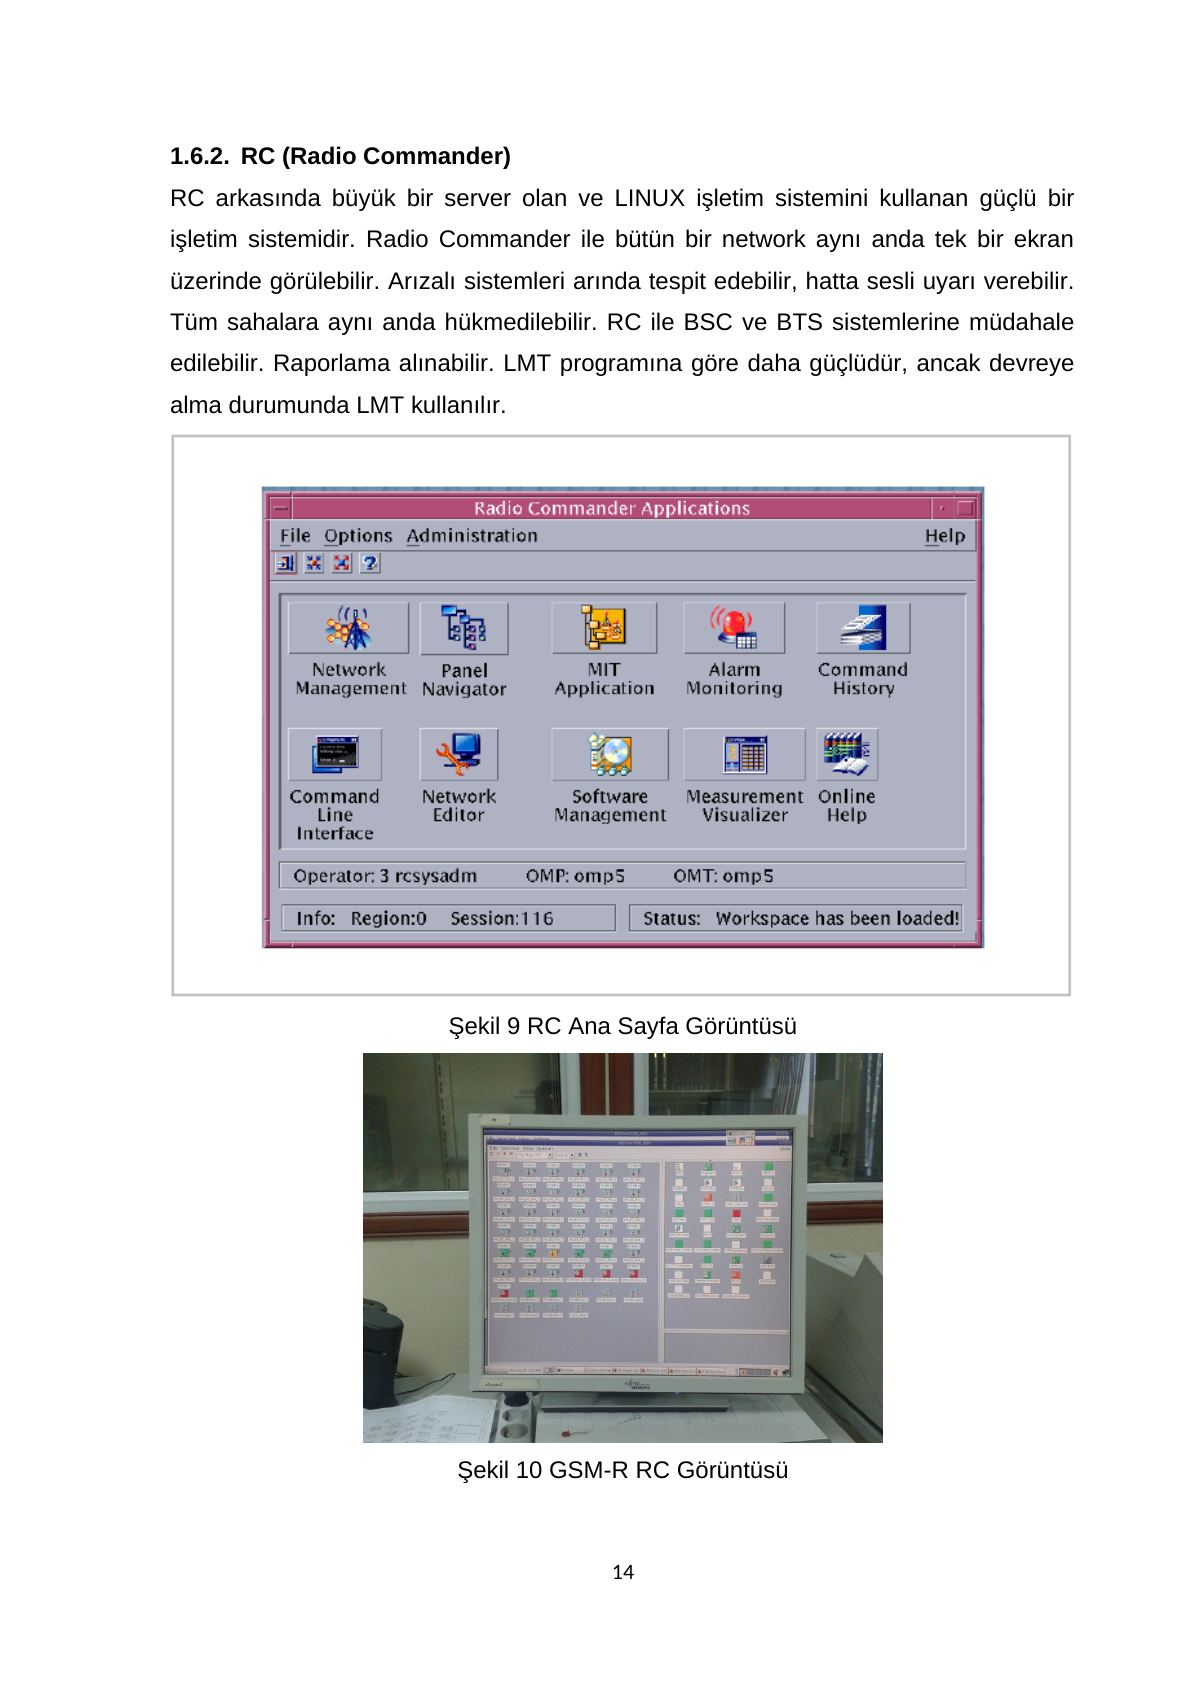 1.6.2. RC (Radio Commander)
RC arkasında büyük bir server olan ve LINUX işletim sistemini kullanan güçlü bir
işletim sistemidir. Radio Commander ile bütün bir network aynı anda tek bir ekran
üzerinde görülebilir. Arızalı sistemleri arında tespit edebilir, hatta sesli uyarı verebilir.
Tüm sahalara aynı anda hükmedilebilir. RC ile BSC ve BTS sistemlerine müdahale
edilebilir. Raporlama alınabilir. LMT programına göre daha güçlüdür, ancak devreye
alma durumunda LMT kullanılır.
Radio Commander Applications
File Options Administration Help
Network Management
Panel Navigator
MIT Application
Alarm Monitoring
Command History
Command Line Interface
Network Editor
Software Management
Measurement Visualizer
Online Help
Operator: 3 rcsysadm OMP: omp5 OMT: omp5
Info: Region:0 Session:116 Status: Workspace has been loaded!
Şekil 9 RC Ana Sayfa Görüntüsü
FUJITSU
SIEMENS
Şekil 10 GSM-R RC Görüntüsü
14